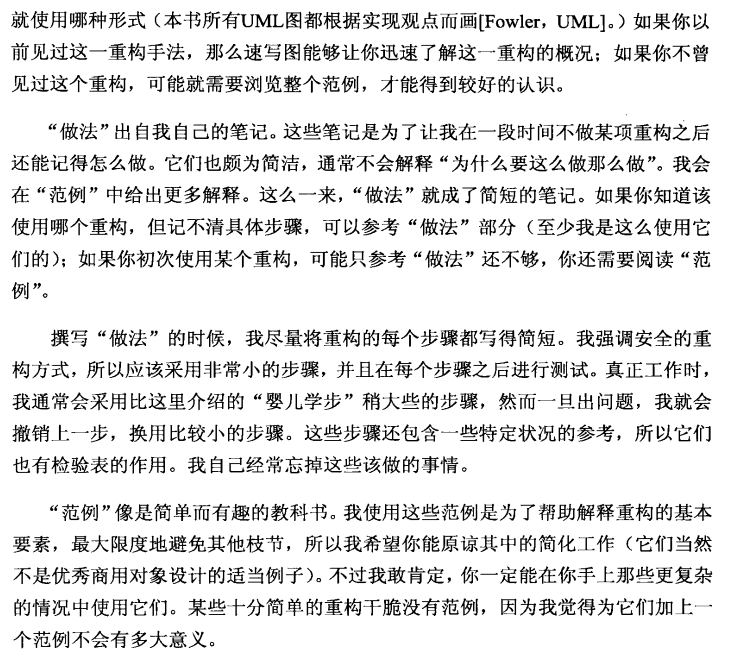 就使用哪种形式（本书所有UML图都根据实现观点而画[Fowler，UML]。）如果你以
前见过这一重构手法，那么速写图能够让你迅速了解这一重构的概况；如果你不曾
见过这个重构，可能就需要浏览整个范例，才能得到较好的认识。
“做法”出自我自己的笔记。这些笔记是为了让我在一段时间不做某项重构之后
还能记得怎么做。它们也颇为简洁，通常不会解释“为什么要这么做那么做”。我会
在“范例”中给出更多解释。这么一来，“做法”就成了简短的笔记。如果你知道该
使用哪个重构，但记不清具体步骤，可以参考“做法”部分（至少我是这么使用它
们的）；如果你初次使用某个重构，可能只参考“做法”还不够，你还需要阅读“范
例”。
撰写“做法”的时候，我尽量将重构的每个步骤都写得简短。我强调安全的重
构方式，所以应该采用非常小的步骤，并且在每个步骤之后进行测试。真正工作时，
我通常会采用比这里介绍的“婴儿学步”稍大些的步骤，然而一旦出问题，我就会
撤销上一步，换用比较小的步骤。这些步骤还包含一些特定状况的参考，所以它们
也有检验表的作用。我自己经常忘掉这些该做的事情。
“范例”像是简单而有趣的教科书。我使用这些范例是为了帮助解释重构的基本
要素，最大限度地避免其他枝节，所以我希望你能原谅其中的简化工作（它们当然
不是优秀商用对象设计的适当例子）。不过我敢肯定，你一定能在你手上那些更复杂
的情况中使用它们。某些十分简单的重构干脆没有范例，因为我觉得为它们加上一
个范例不会有多大意义。